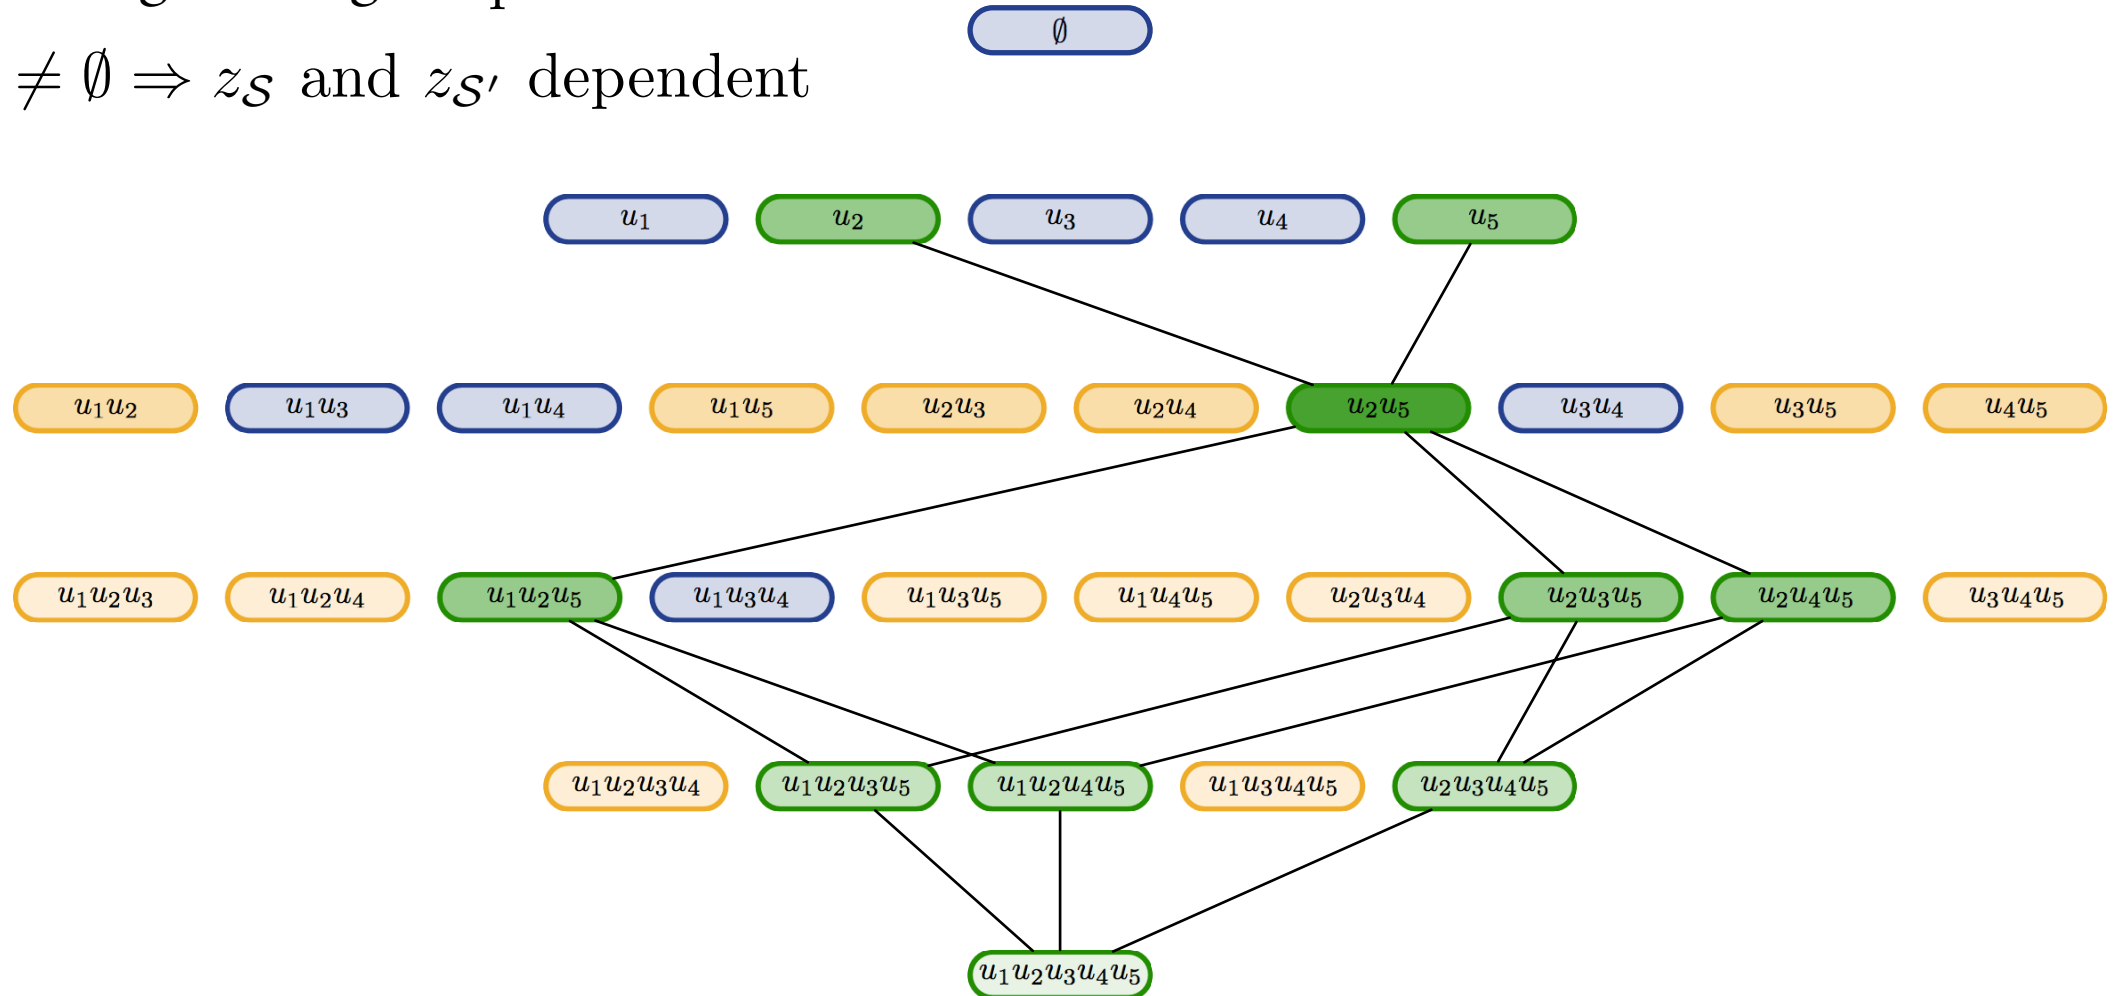 ∅
≠ ∅ ⇒ z_𝒮 and z_𝒮′ dependent
u₁ u₂ u₃ u₄ u₅
u₁u₂ u₁u₃ u₁u₄ u₁u₅ u₂u₃ u₂u₄ u₂u₅ u₃u₄ u₃u₅ u₄u₅
u₁u₂u₃ u₁u₂u₄ u₁u₂u₅ u₁u₃u₄ u₁u₃u₅ u₁u₄u₅ u₂u₃u₄ u₂u₃u₅ u₂u₄u₅ u₃u₄u₅
u₁u₂u₃u₄ u₁u₂u₃u₅ u₁u₂u₄u₅ u₁u₃u₄u₅ u₂u₃u₄u₅
u₁u₂u₃u₄u₅